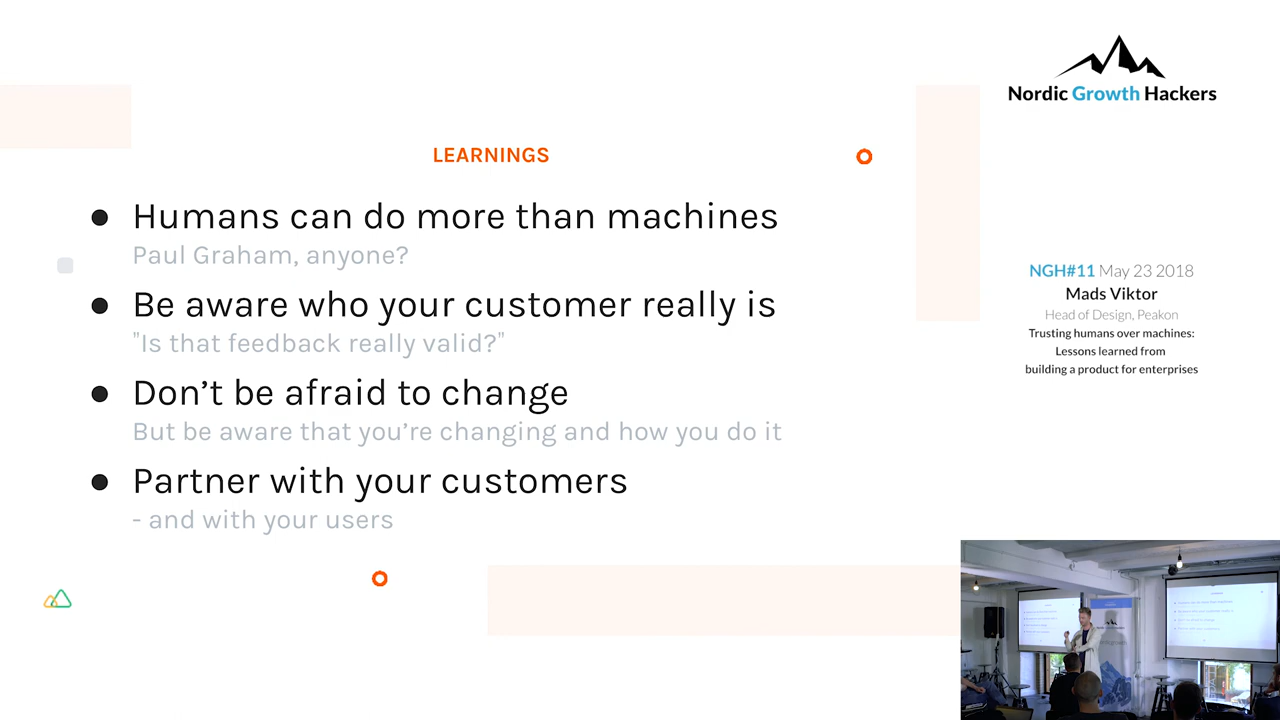 Nordic Growth Hackers
LEARNINGS
● Humans can do more than machines
Paul Graham, anyone?
● Be aware who your customer really is
"Is that feedback really valid?"
● Don’t be afraid to change
But be aware that you’re changing and how you do it
● Partner with your customers
- and with your users
NGH#11 May 23 2018
Mads Viktor
Head of Design, Peakon
Trusting humans over machines:
Lessons learned from
building a product for enterprises